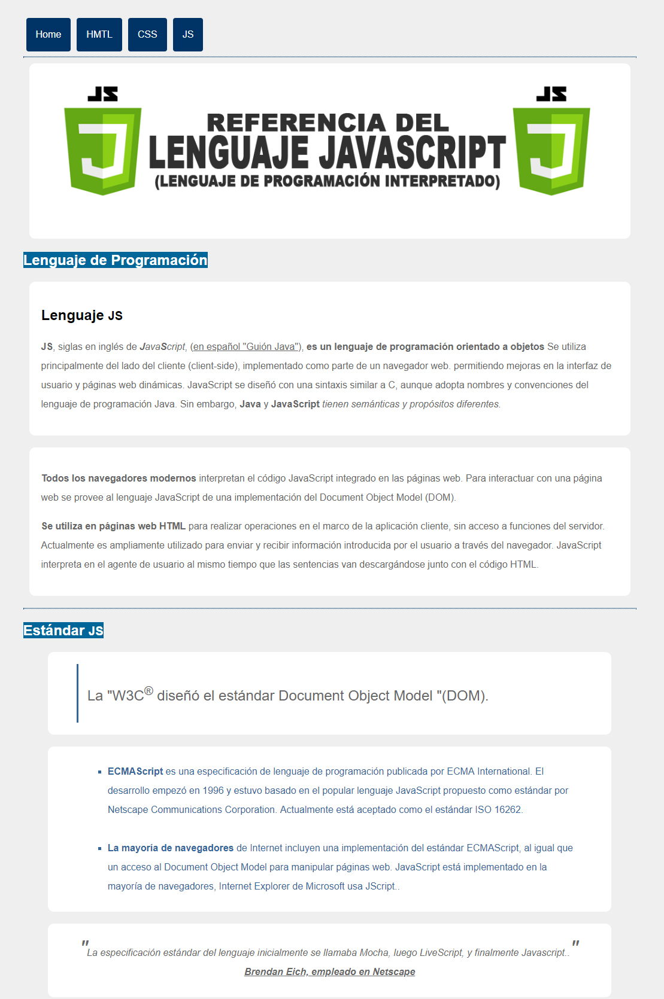 Home HMTL CSS JS
JS JS
REFERENCIA DEL
LENGUAJE JAVASCRIPT
(LENGUAJE DE PROGRAMACIÓN INTERPRETADO)
Lenguaje de Programación
Lenguaje JS
JS, siglas en inglés de JavaScript, (en español "Guión Java"), es un lenguaje de programación orientado a objetos Se utiliza
principalmente del lado del cliente (client-side), implementado como parte de un navegador web. permitiendo mejoras en la interfaz de
usuario y páginas web dinámicas. JavaScript se diseñó con una sintaxis similar a C, aunque adopta nombres y convenciones del
lenguaje de programación Java. Sin embargo, Java y JavaScript tienen semánticas y propósitos diferentes.
Todos los navegadores modernos interpretan el código JavaScript integrado en las páginas web. Para interactuar con una página
web se provee al lenguaje JavaScript de una implementación del Document Object Model (DOM).
Se utiliza en páginas web HTML para realizar operaciones en el marco de la aplicación cliente, sin acceso a funciones del servidor.
Actualmente es ampliamente utilizado para enviar y recibir información introducida por el usuario a través del navegador. JavaScript
interpreta en el agente de usuario al mismo tiempo que las sentencias van descargándose junto con el código HTML.
Estándar JS
La "W3C® diseñó el estándar Document Object Model "(DOM).
▪ ECMAScript es una especificación de lenguaje de programación publicada por ECMA International. El
desarrollo empezó en 1996 y estuvo basado en el popular lenguaje JavaScript propuesto como estándar por
Netscape Communications Corporation. Actualmente está aceptado como el estándar ISO 16262.
▪ La mayoría de navegadores de Internet incluyen una implementación del estándar ECMAScript, al igual que
un acceso al Document Object Model para manipular páginas web. JavaScript está implementado en la
mayoría de navegadores, Internet Explorer de Microsoft usa JScript..
"La especificación estándar del lenguaje inicialmente se llamaba Mocha, luego LiveScript, y finalmente Javascript.. "
Brendan Eich, empleado en Netscape